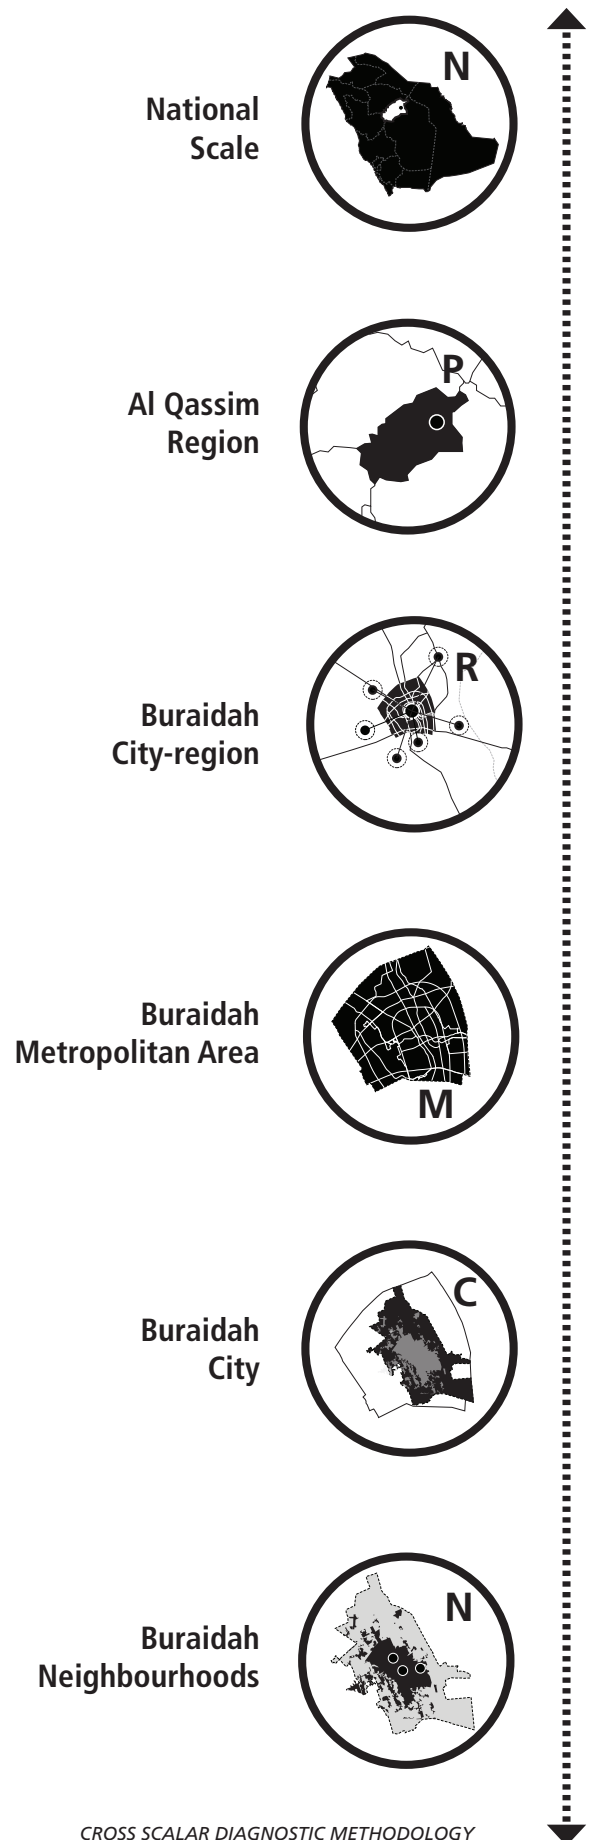 National
Scale
N
Al Qassim
Region
P
Buraidah
City-region
R
Buraidah
Metropolitan Area
M
Buraidah
City
C
Buraidah
Neighbourhoods
N
CROSS SCALAR DIAGNOSTIC METHODOLOGY